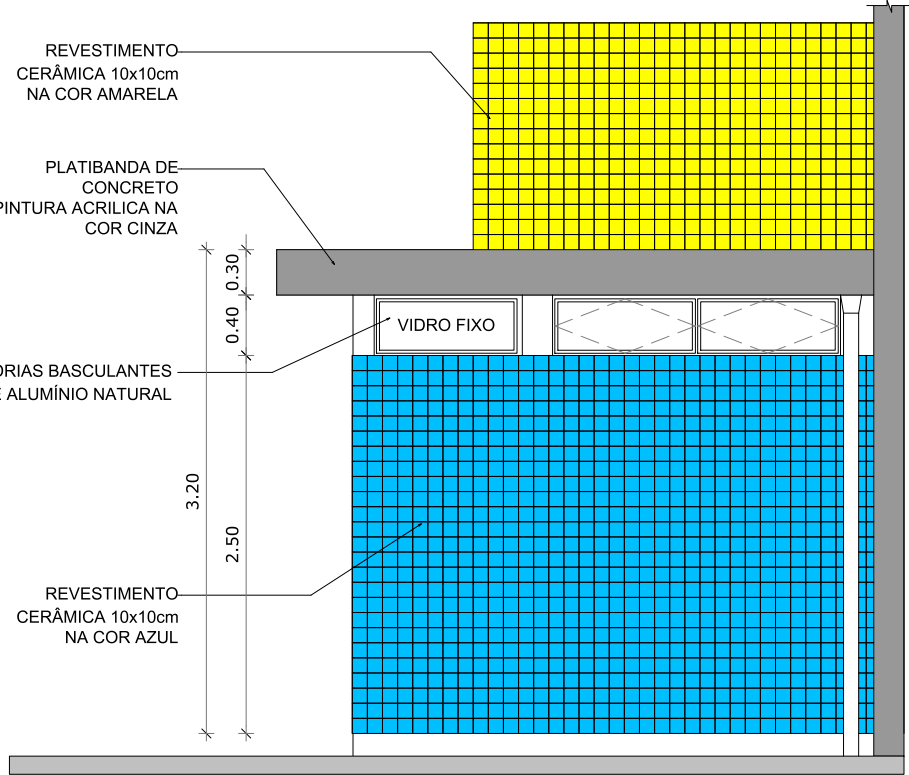 REVESTIMENTO
CERÂMICA 10x10cm
NA COR AMARELA
PLATIBANDA DE
CONCRETO
PINTURA ACRILICA NA
COR CINZA
0.30
0.40
VIDRO FIXO
BASCULANTES
ALUMÍNIO NATURAL
3.20
2.50
REVESTIMENTO
CERÂMICA 10x10cm
NA COR AZUL